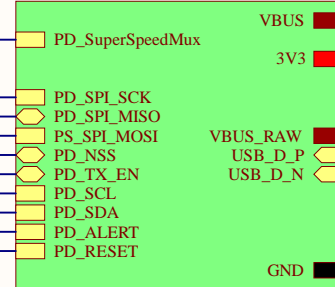 VBUS
PD_SuperSpeedMux
3V3
PD_SPI_SCK
PD_SPI_MISO
PS_SPI_MOSI VBUS_RAW
PD_NSS USB_D_P
PD_TX_EN USB_D_N
PD_SCL
PD_SDA
PD_ALERT
PD_RESET
GND